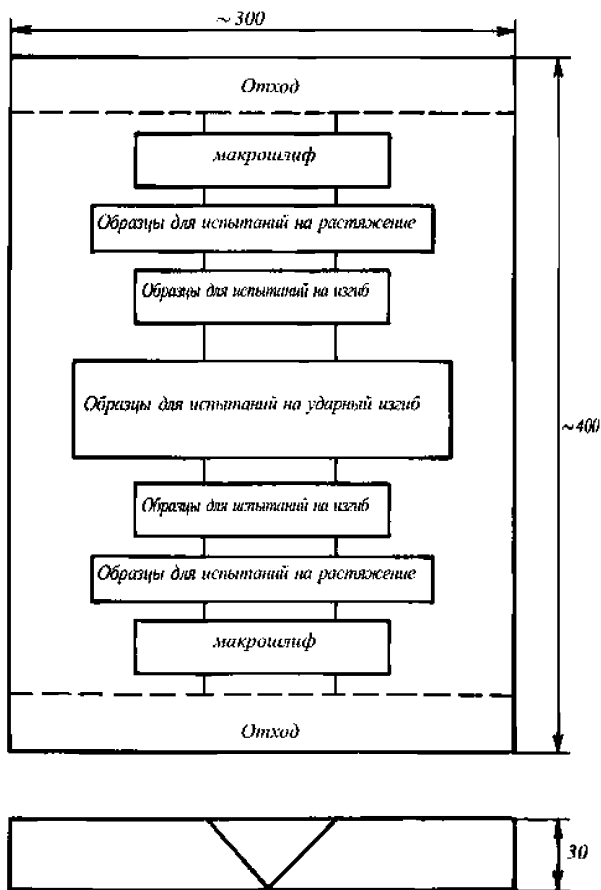 ~300
Отход
макрошлиф
Образцы для испытаний на растяжение
Образцы для испытаний на изгиб
Образцы для испытаний на ударный изгиб
~400
Образцы для испытаний на изгиб
Образцы для испытаний на растяжение
макрошлиф
Отход
30